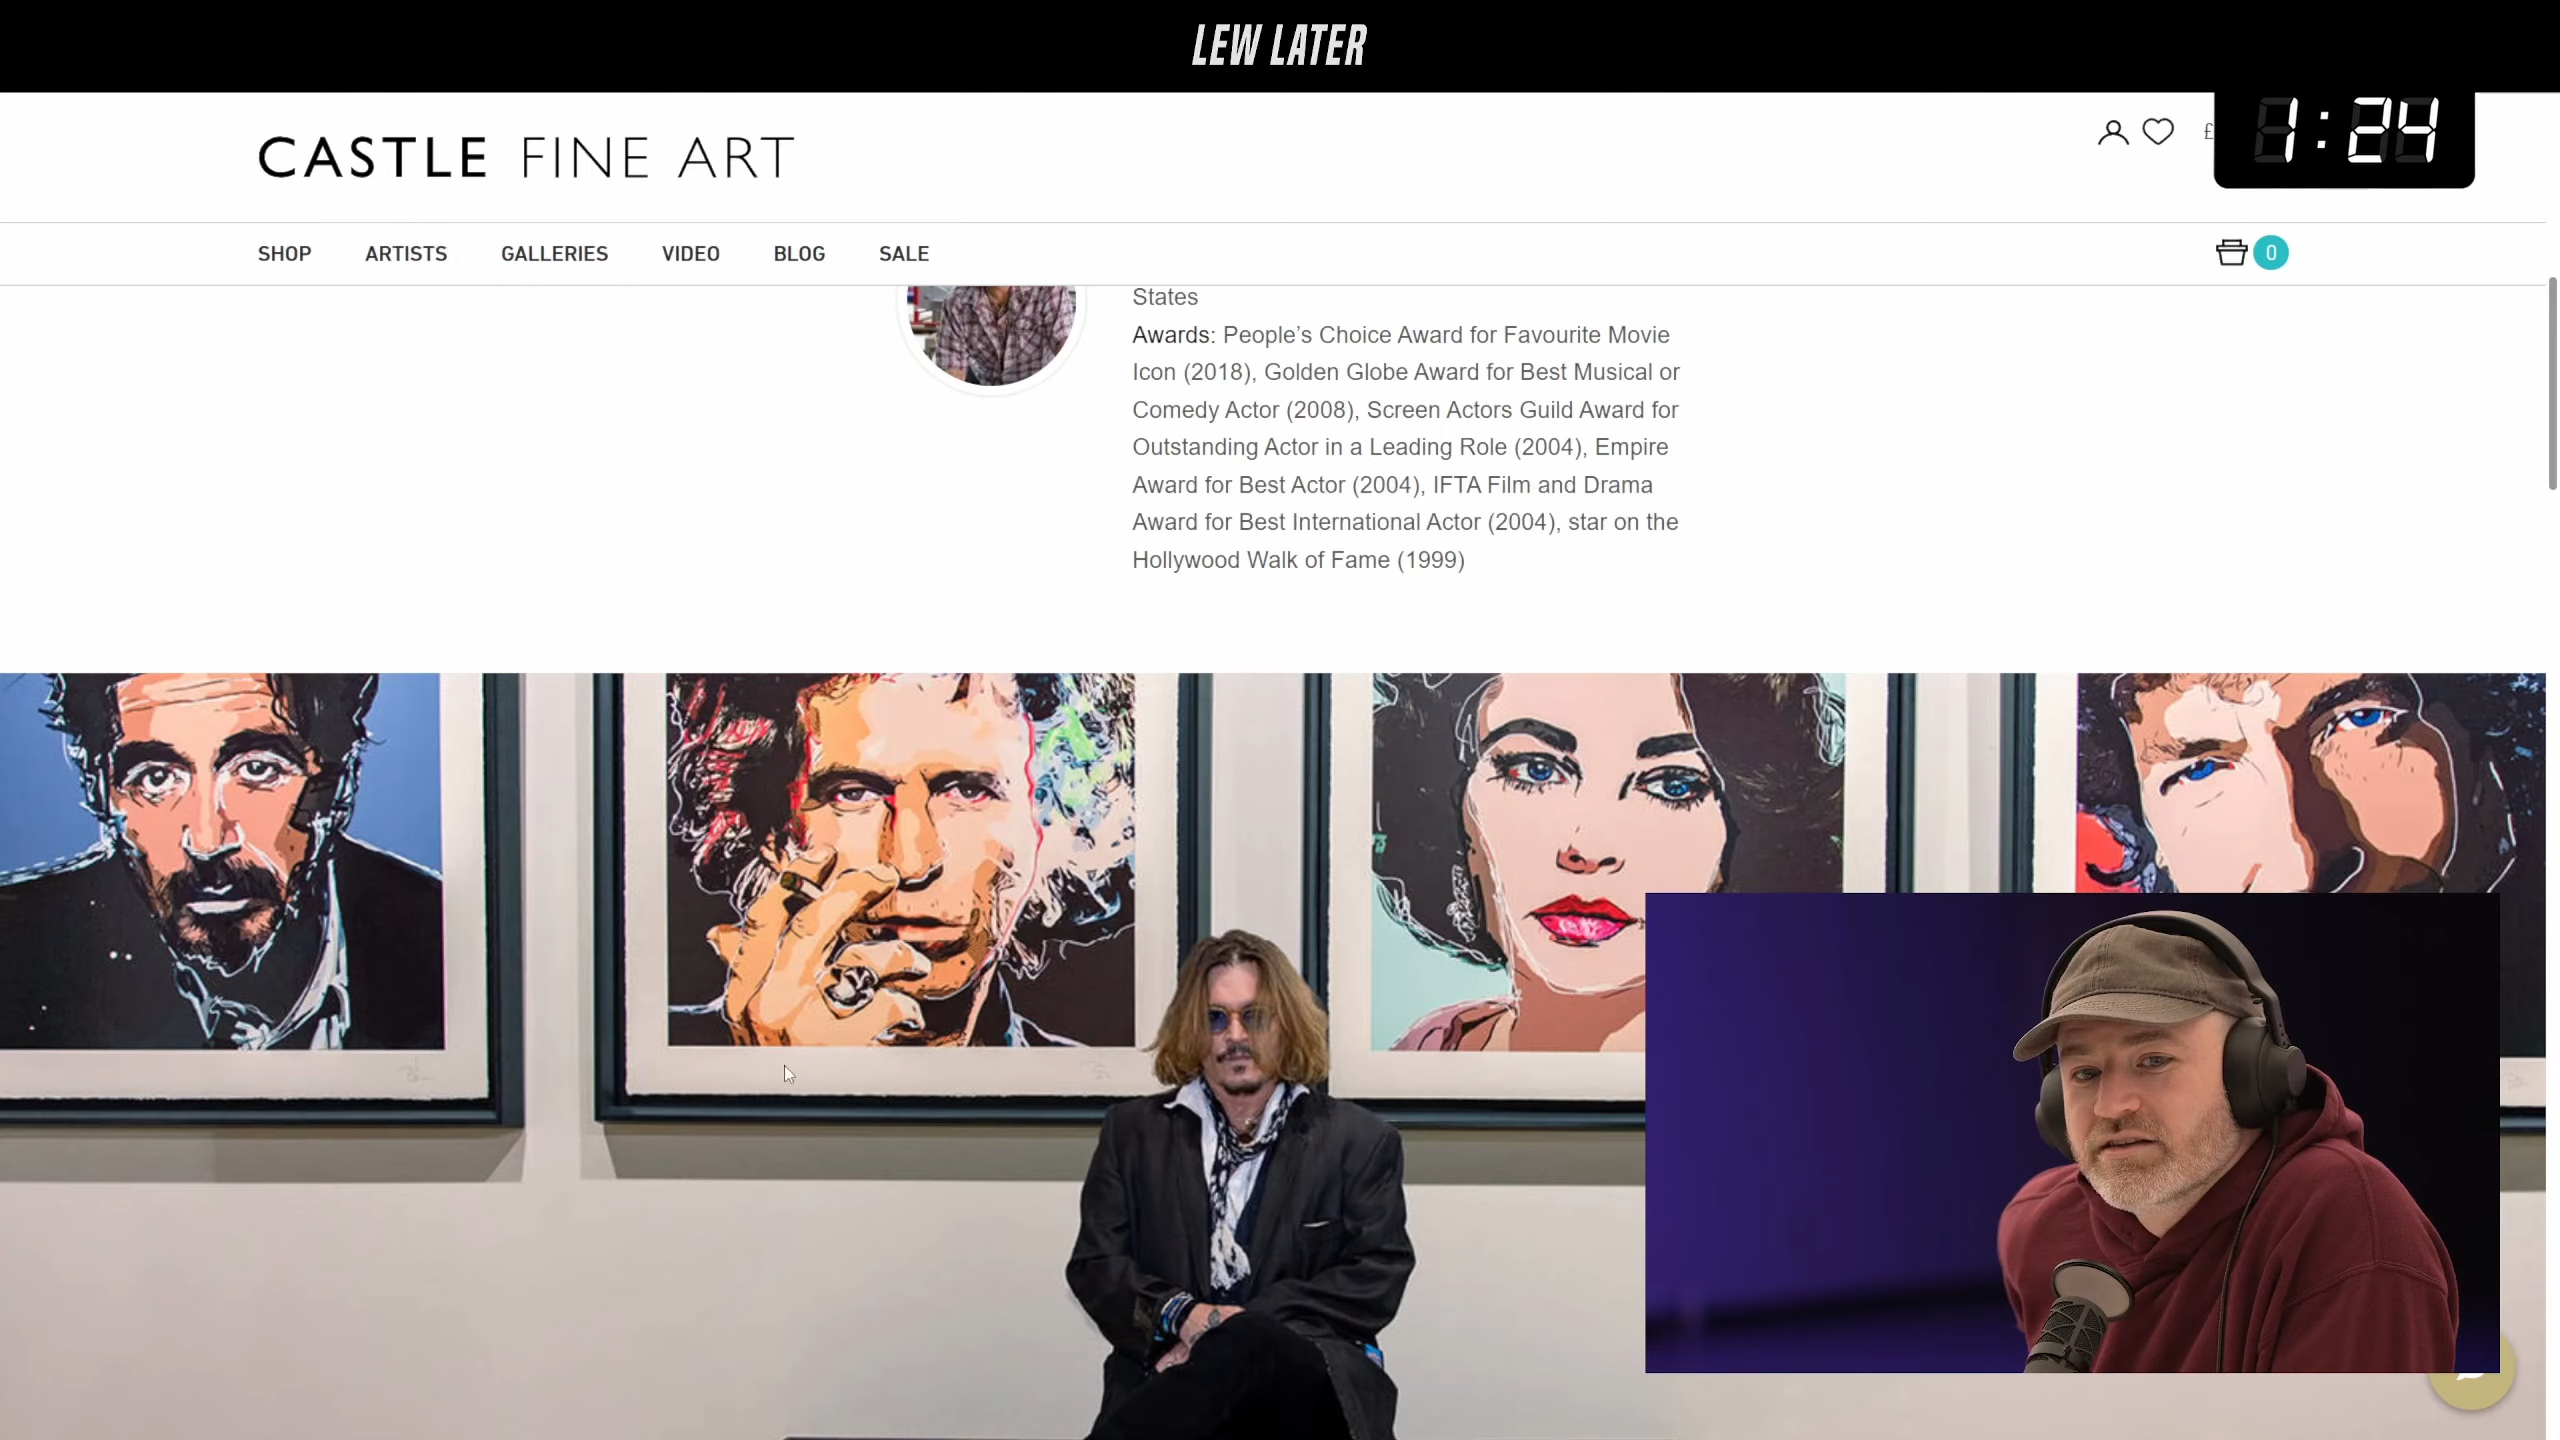 LEW LATER
CASTLE FINE ART
£
1:24
SHOP ARTISTS GALLERIES VIDEO BLOG SALE
0
States
Awards: People’s Choice Award for Favourite Movie
Icon (2018), Golden Globe Award for Best Musical or
Comedy Actor (2008), Screen Actors Guild Award for
Outstanding Actor in a Leading Role (2004), Empire
Award for Best Actor (2004), IFTA Film and Drama
Award for Best International Actor (2004), star on the
Hollywood Walk of Fame (1999)